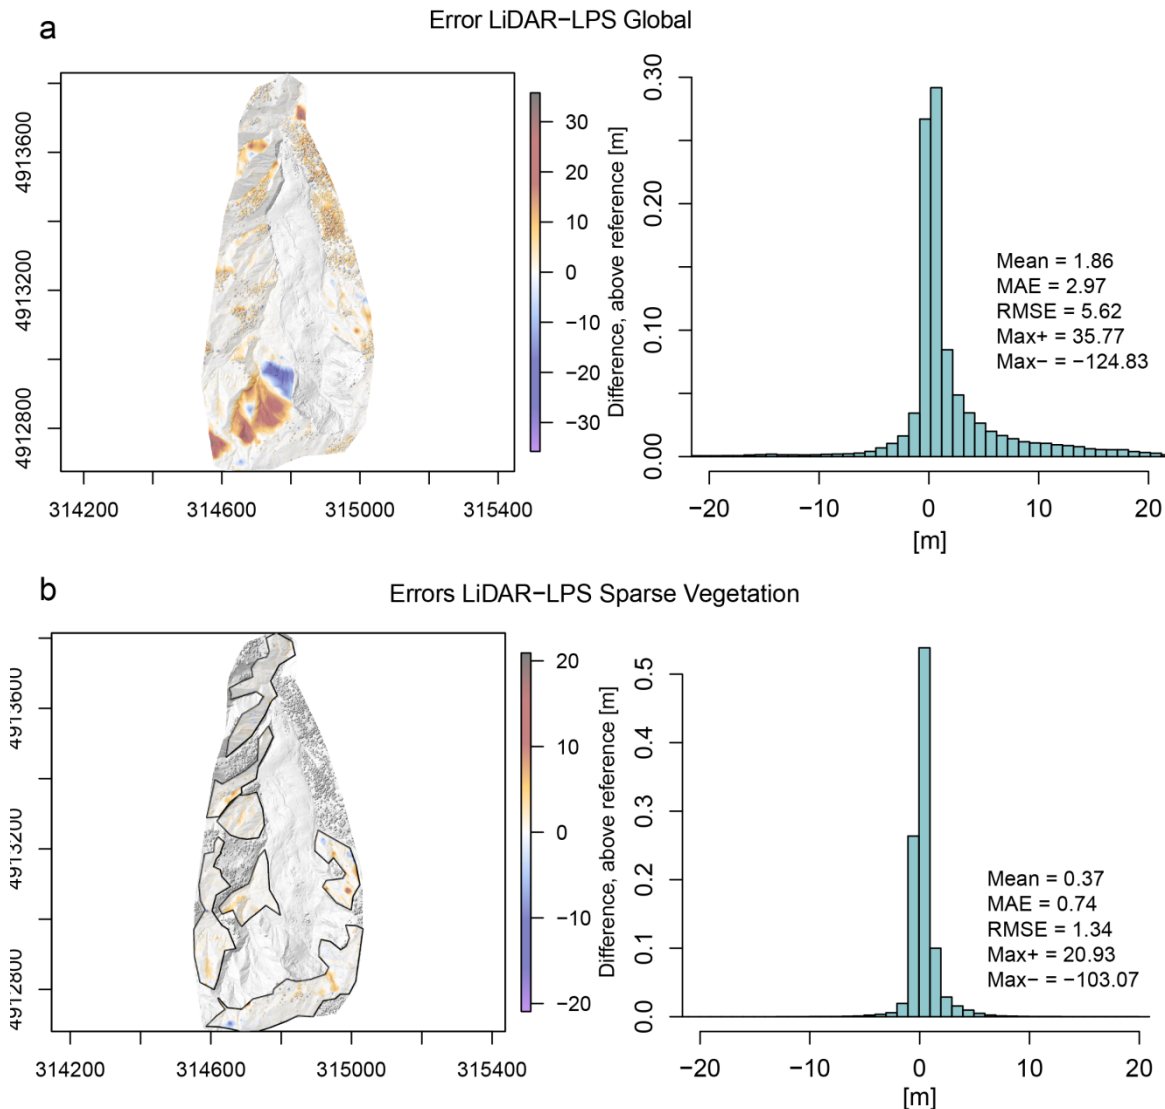 a
Error LiDAR−LPS Global
4912800
4913200
4913600
314200
314600
315000
315400
30
20
10
0
−10
−20
−30
Difference, above reference [m]
0.30
0.20
0.10
0.00
Mean = 1.86
MAE = 2.97
RMSE = 5.62
Max+ = 35.77
Max− = −124.83
−20
−10
0
10
20
[m]
b
Errors LiDAR−LPS Sparse Vegetation
4912800
4913200
4913600
314200
314600
315000
315400
20
10
0
−10
−20
Difference, above reference [m]
0.5
0.4
0.3
0.2
0.1
0.0
Mean = 0.37
MAE = 0.74
RMSE = 1.34
Max+ = 20.93
Max− = −103.07
−20
−10
0
10
20
[m]